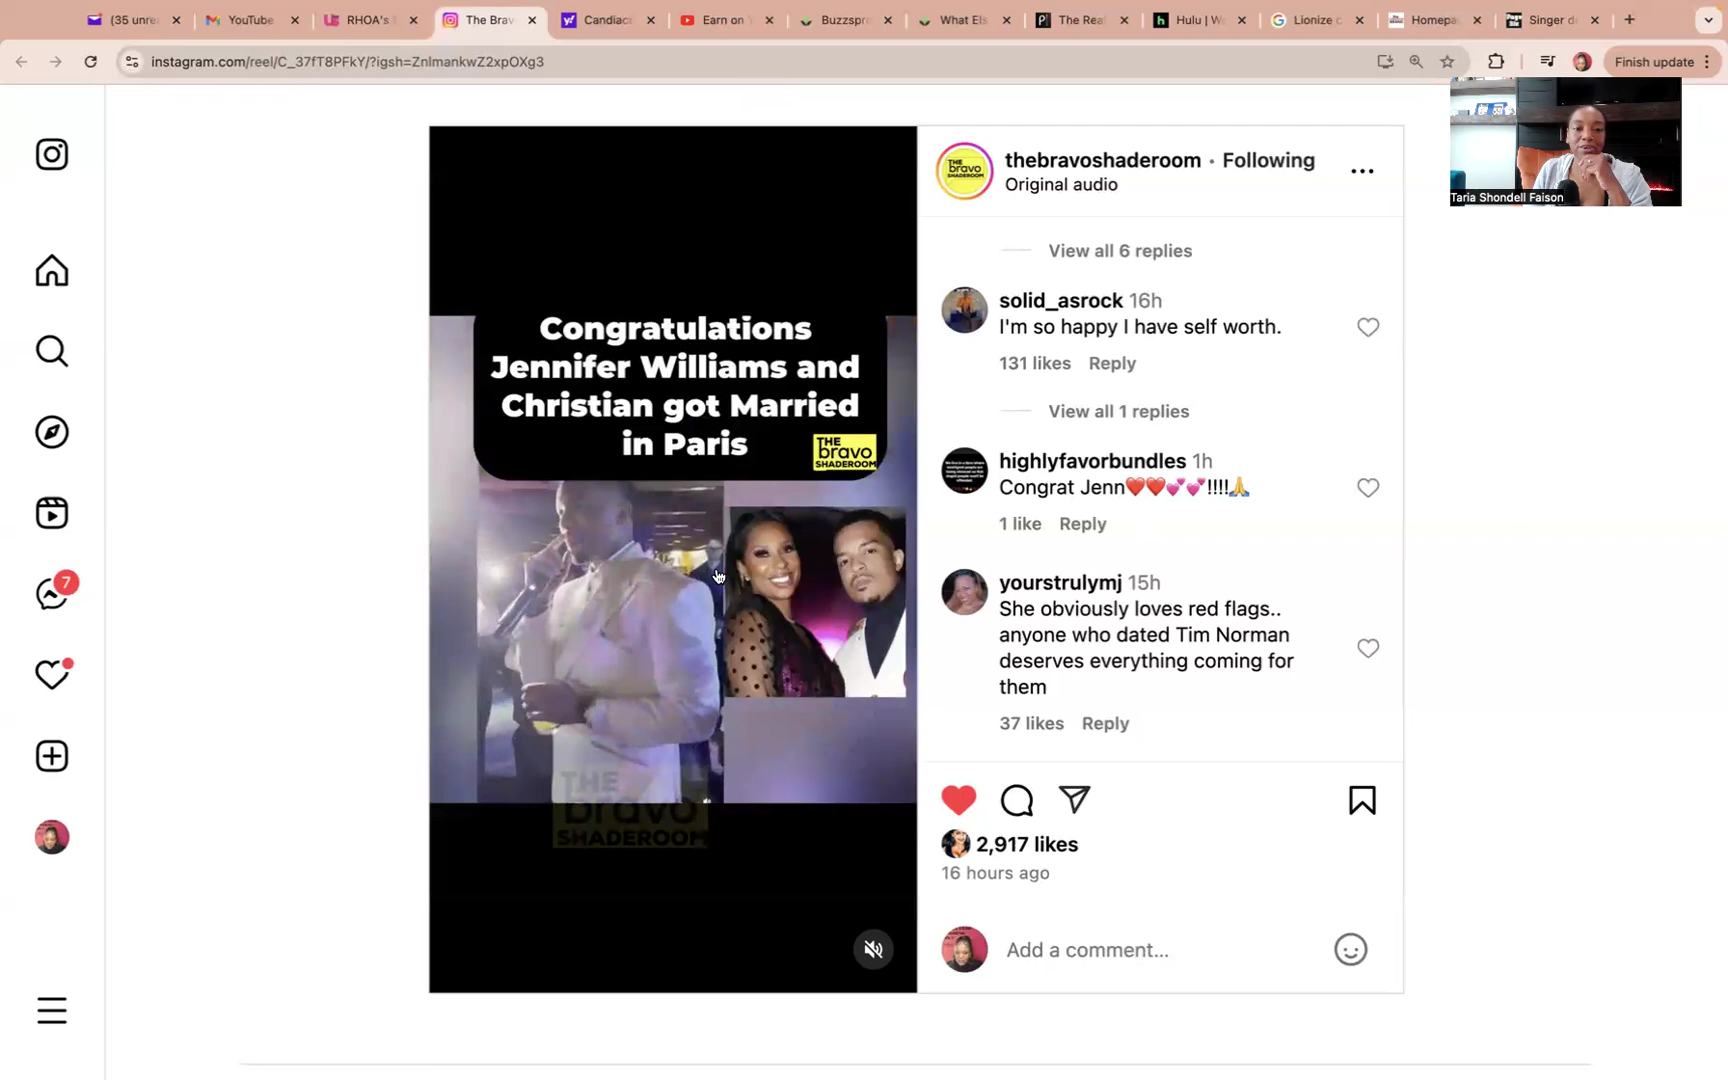 (35 unre
YouTube
RHOA's
The Brav
Candiace
Earn on
Buzzspr
What Els
The Rea
Hulu | W
Lionize
Homepa
Singer d
instagram.com/reel/C_37fT8PFkY/?igsh=ZnlmankwZ2xpOXg3
Finish update
Taria Shondell Faison
7
Congratulations
Jennifer Williams and
Christian got Married
in Paris
THE
bravo
SHADEROOM
THE
bravo
SHADEROOM
THE
bravo
SHADEROOM
thebravoshaderoom · Following
Original audio
View all 6 replies
solid_asrock 16h
I'm so happy I have self worth.
131 likes Reply
View all 1 replies
highlyfavorbundles 1h
Congrat Jenn❤️❤️💕💕!!!!🙏
1 like Reply
yourstrulymj 15h
She obviously loves red flags..
anyone who dated Tim Norman
deserves everything coming for
them
37 likes Reply
2,917 likes
16 hours ago
Add a comment...